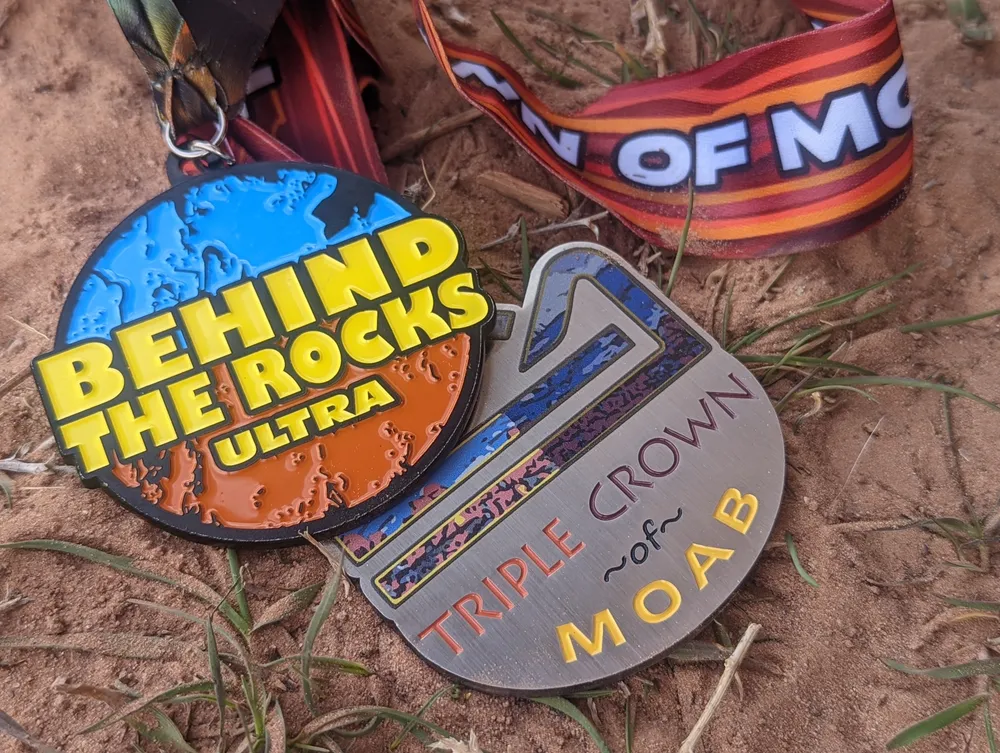 OF MO
BEHIND
THE ROCKS
ULTRA
TRIPLE CROWN
~of~
MOAB